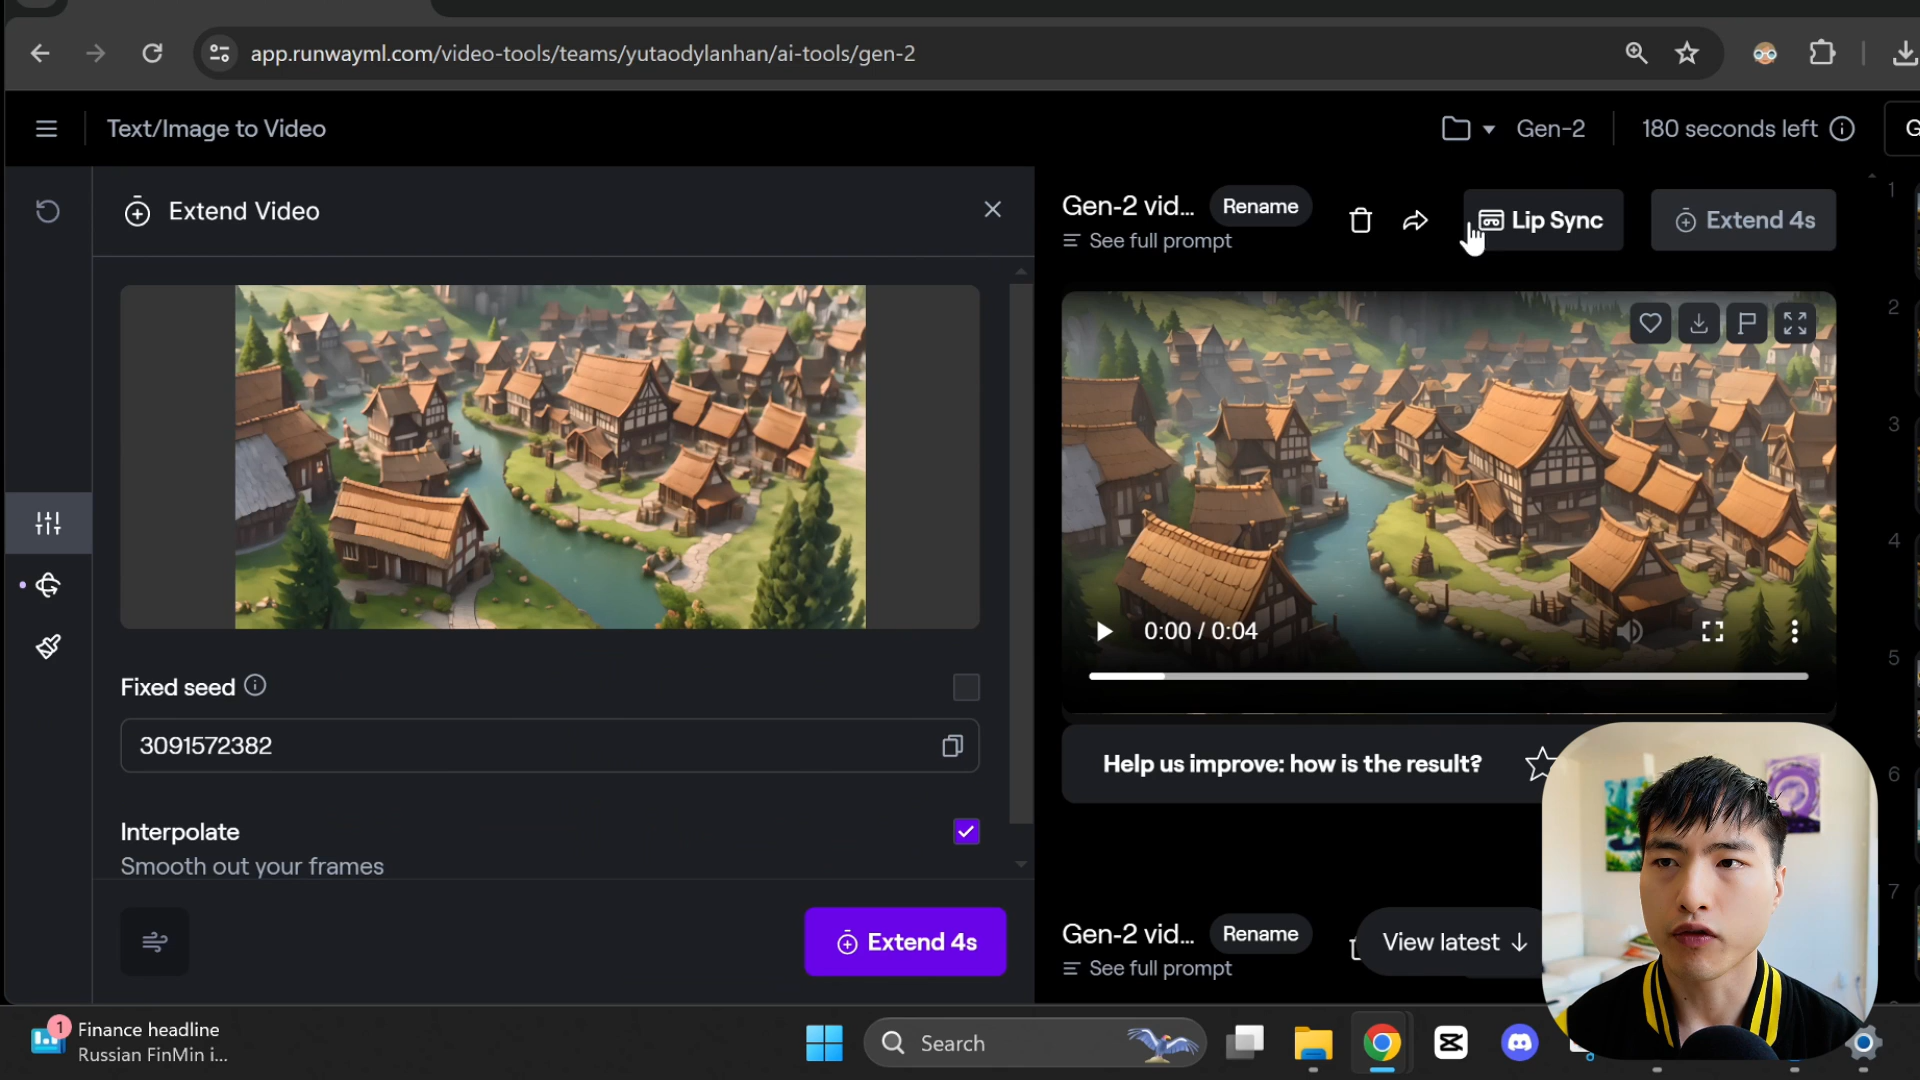 app.runwayml.com/video-tools/teams/yutaodylanhan/ai-tools/gen-2
Text/Image to Video
Gen-2
180 seconds left
G
Extend Video
Gen-2 vid...
Rename
See full prompt
Lip Sync
Extend 4s
1
2
3
4
5
6
7
0:00 / 0:04
Fixed seed
3091572382
Help us improve: how is the result?
Interpolate
Smooth out your frames
Extend 4s
Gen-2 vid...
Rename
See full prompt
View latest ↓
1
Finance headline
Russian FinMin i...
Search